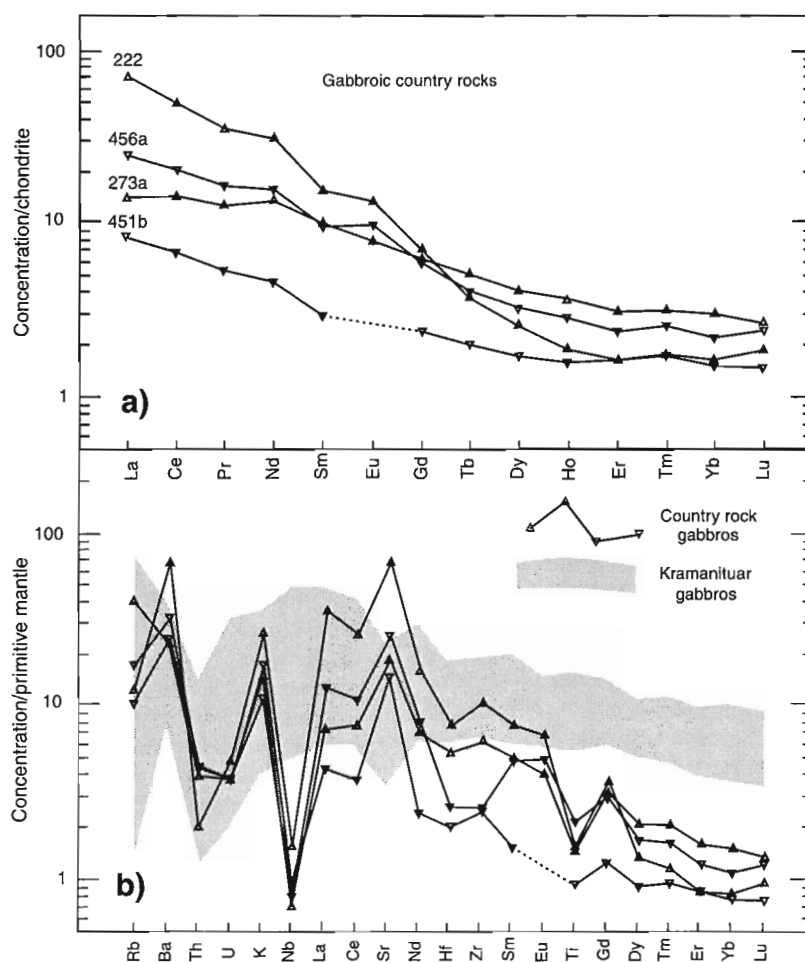 100
10
1
Concentration/chondrite
222
456a
273a
451b
Gabbroic country rocks
a)
La Ce Pr Nd Sm Eu Gd Tb Dy Ho Er Tm Yb Lu
100
10
1
Concentration/primitive mantle
Country rock
gabbros
Kramanituar
gabbros
b)
Rb Ba Th U K Nb La Ce Sr Nd Hf Zr Sm Eu Ti Gd Dy Tm Er Yb Lu